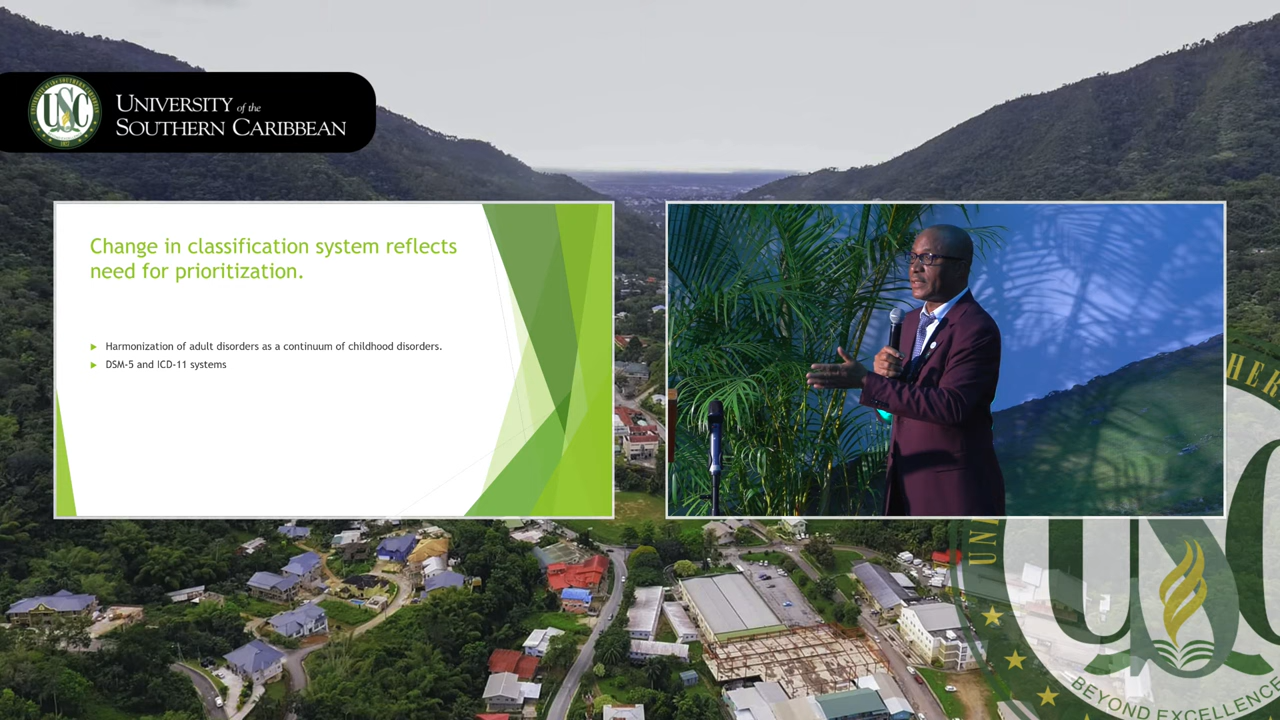 USC
UNIVERSITY of the
SOUTHERN CARIBBEAN
Change in classification system reflects
need for prioritization.
Harmonization of adult disorders as a continuum of childhood disorders.
DSM-5 and ICD-11 systems
BEYOND EXCELLENCE